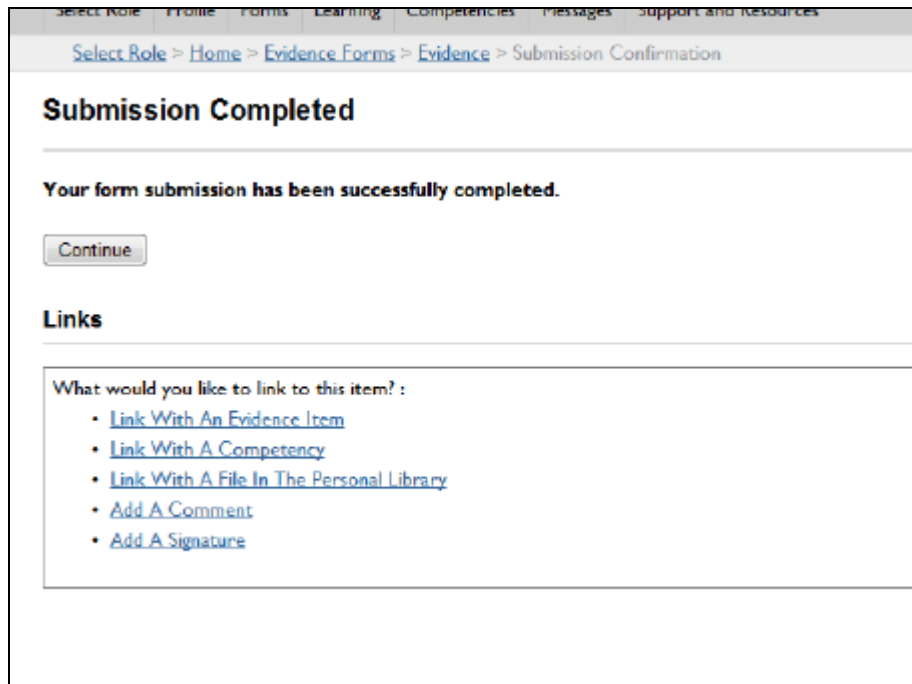 Select Role Profile Forms Learning Competencies Messages Support and Resources
Select Role > Home > Evidence Forms > Evidence > Submission Confirmation
Submission Completed
Your form submission has been successfully completed.
Continue
Links
What would you like to link to this item? :
• Link With An Evidence Item
• Link With A Competency
• Link With A File In The Personal Library
• Add A Comment
• Add A Signature